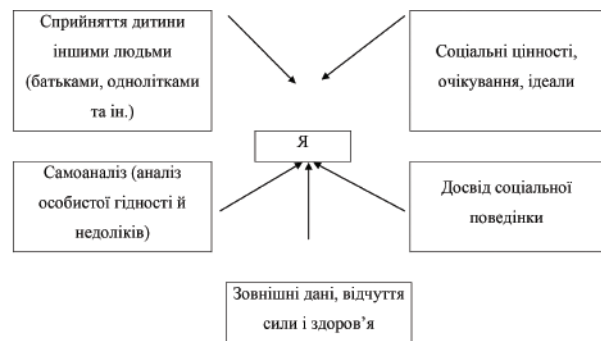 Сприйняття дитини
іншими людьми
(батьками, однолітками
та ін.)
Соціальні цінності,
очікування, ідеали
Я
Самоаналіз (аналіз
особистої гідності й
недоліків)
Досвід соціальної
поведінки
Зовнішні дані, відчуття
сили і здоров’я